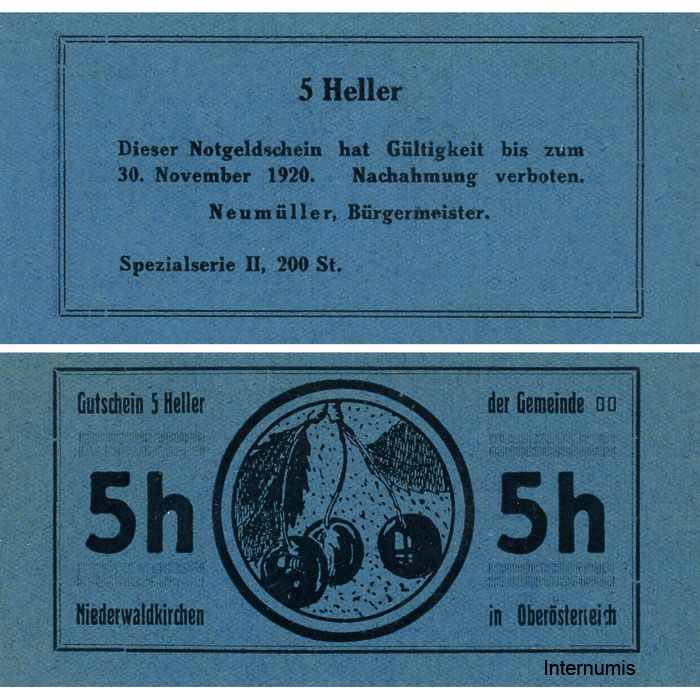 5 Heller
Dieser Notgeldschein hat Gültigkeit bis zum
30. November 1920. Nachahmung verboten.
Neumüller, Bürgermeister.
Spezialserie II, 200 St.
Gutschein 5 Heller
der Gemeinde
5h
5h
Niederwaldkirchen
in Oberösterreich
Internumis